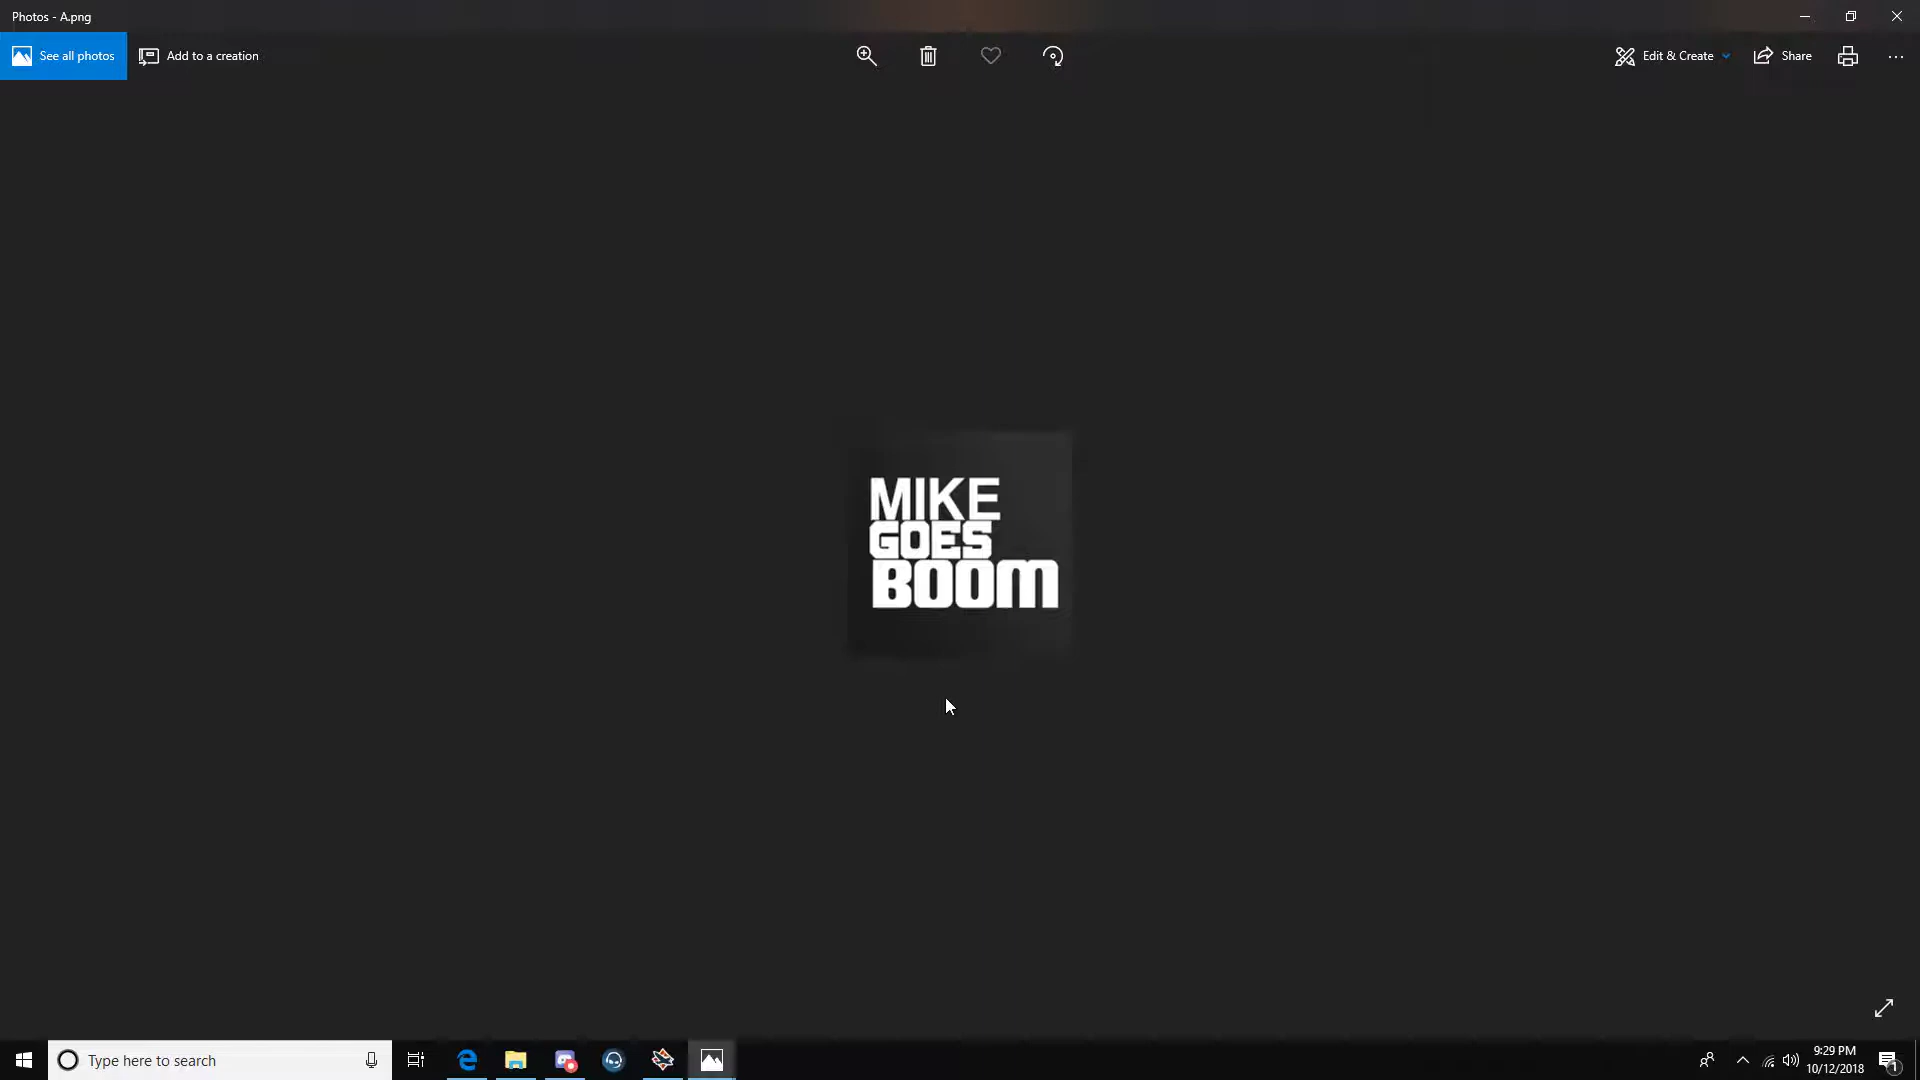 Photos - A.png
See all photos
Add to a creation
Edit & Create
Share
MIKE
GOES
BOOM
Type here to search
9:29 PM
10/12/2018
1